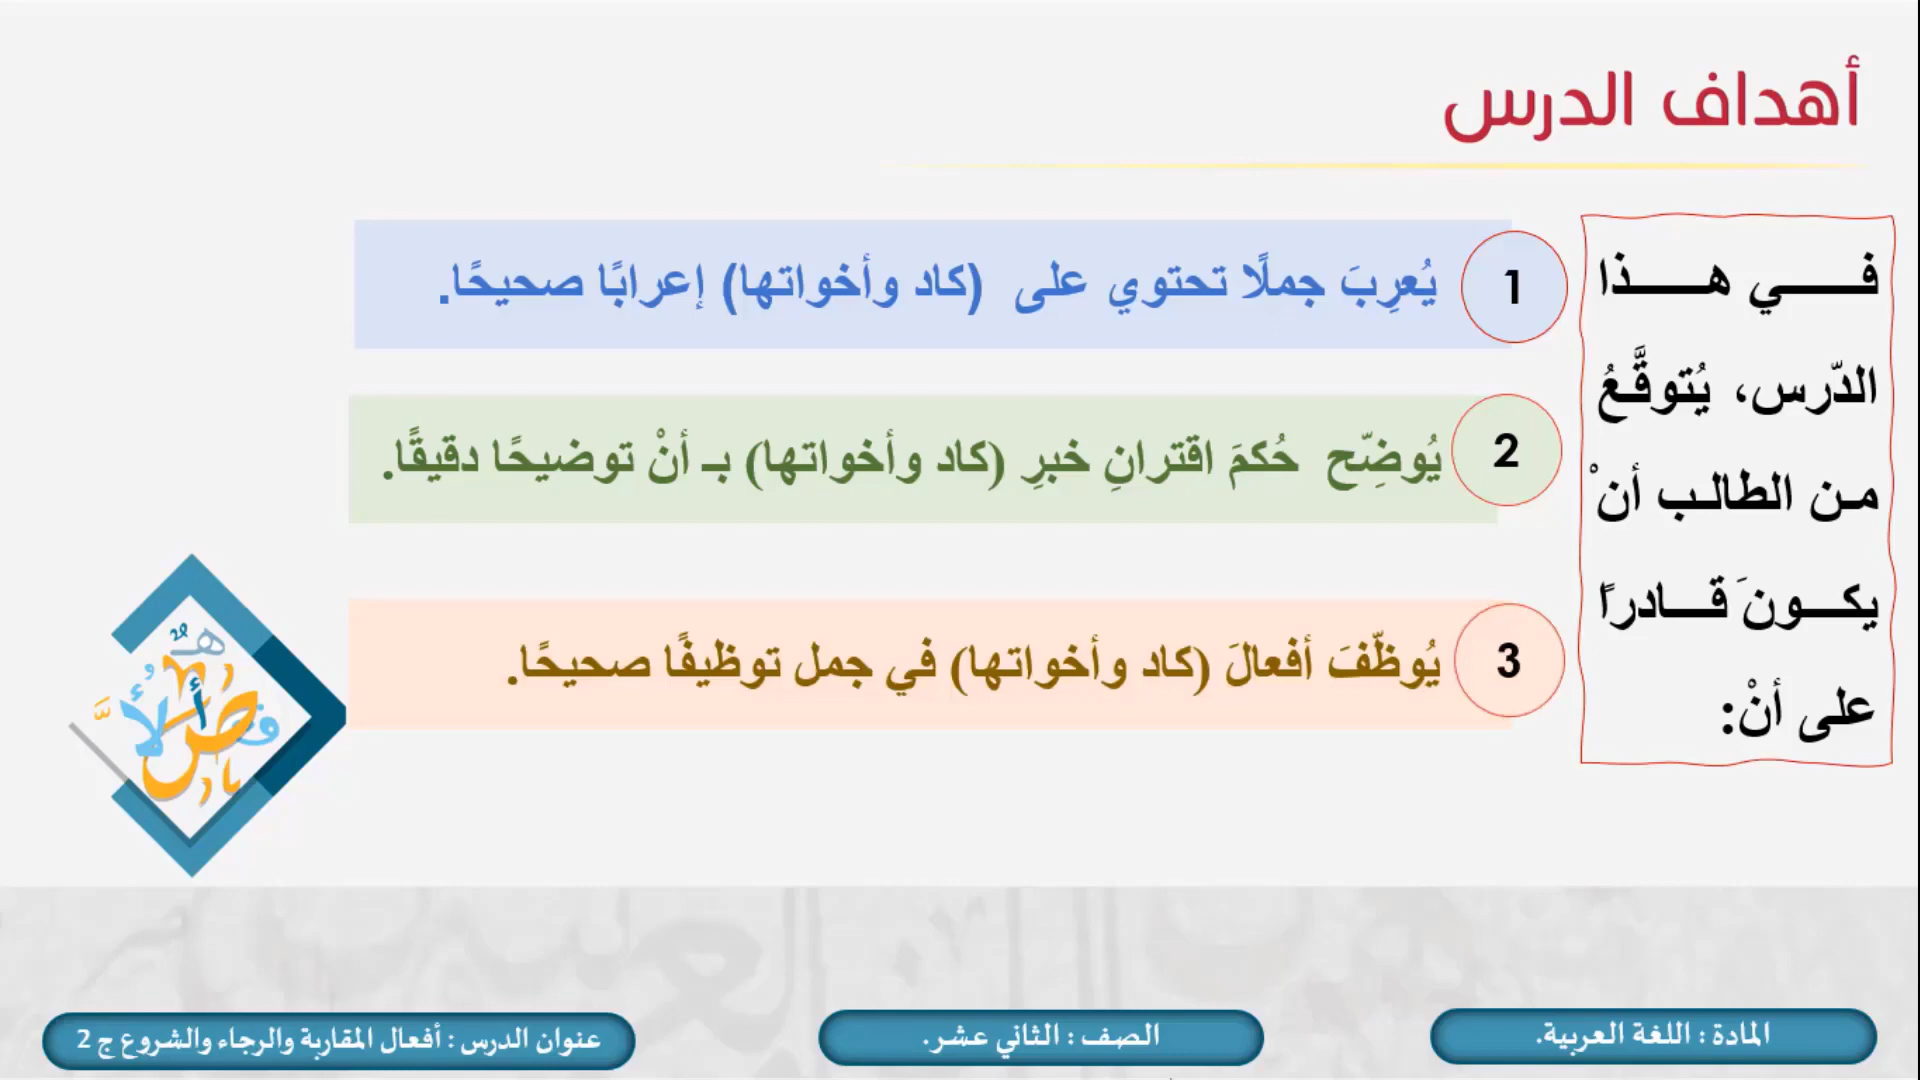 أهداف الدرس
في هذا
الدّرس، يُتوقَّعُ
من الطالب أنْ
يكونَ قادرًا
على أنْ:
1 يُعرِبَ جملًا تحتوي على (كاد وأخواتها) إعرابًا صحيحًا.
2 يُوضِّح حُكمَ اقترانِ خبرِ (كاد وأخواتها) بـ أنْ توضيحًا دقيقًا.
3 يُوظّفَ أفعالَ (كاد وأخواتها) في جمل توظيفًا صحيحًا.
المادة : اللغة العربية.
الصف : الثاني عشر.
عنوان الدرس : أفعال المقاربة والرجاء والشروع ج 2